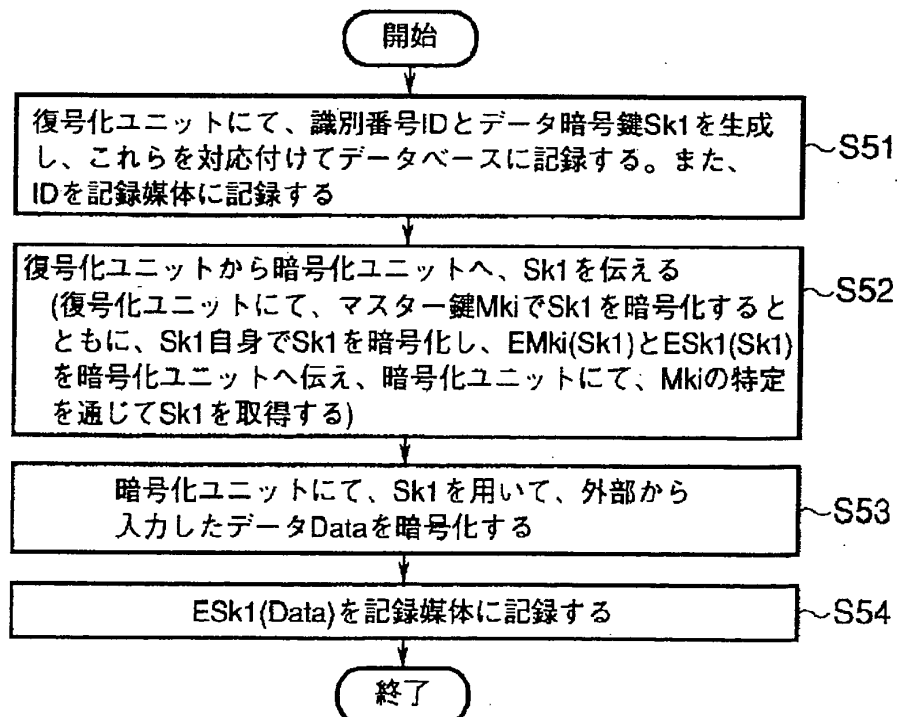 開始
復号化ユニットにて、識別番号IDとデータ暗号鍵Sk1を生成
し、これらを対応付けてデータベースに記録する。また、
IDを記録媒体に記録する
~S51
復号化ユニットから暗号化ユニットへ、Sk1を伝える
(復号化ユニットにて、マスター鍵MkiでSk1を暗号化すると
ともに、Sk1自身でSk1を暗号化し、EMki(Sk1)とESk1(Sk1)
を暗号化ユニットへ伝え、暗号化ユニットにて、Mkiの特定
を通じてSk1を取得する)
~S52
暗号化ユニットにて、Sk1を用いて、外部から
入力したデータDataを暗号化する
~S53
ESk1(Data)を記録媒体に記録する
~S54
終了